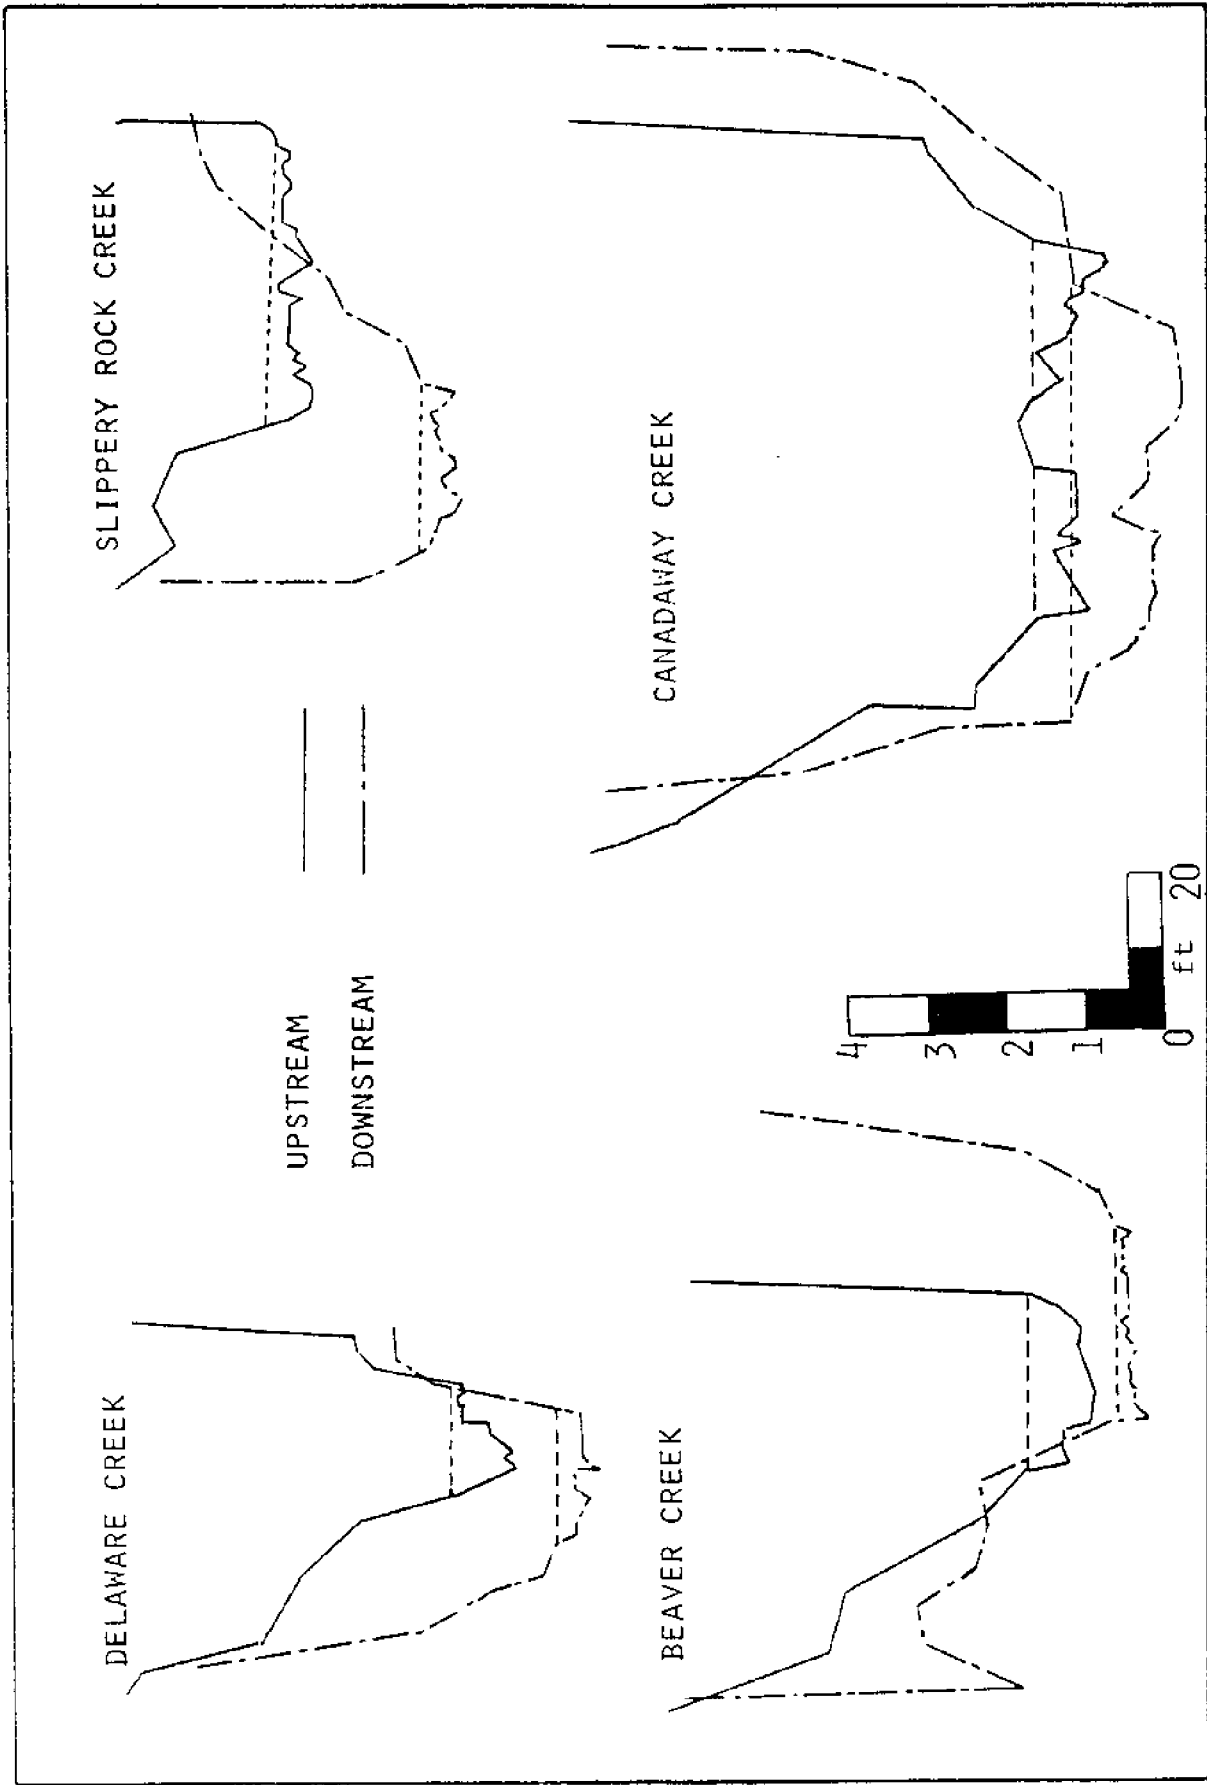 DELAWARE CREEK
SLIPPERY ROCK CREEK
UPSTREAM
DOWNSTREAM
BEAVER CREEK
CANADAWAY CREEK
4
3
2
1
0 ft 20